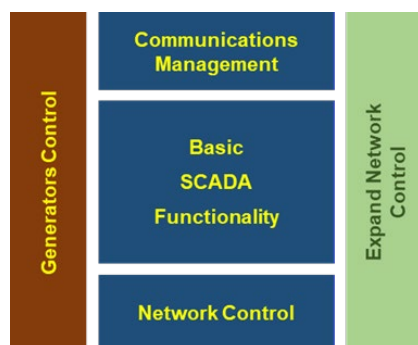 Generators Control
Communications
Management
Basic
SCADA
Functionality
Network Control
Expand Network
Control